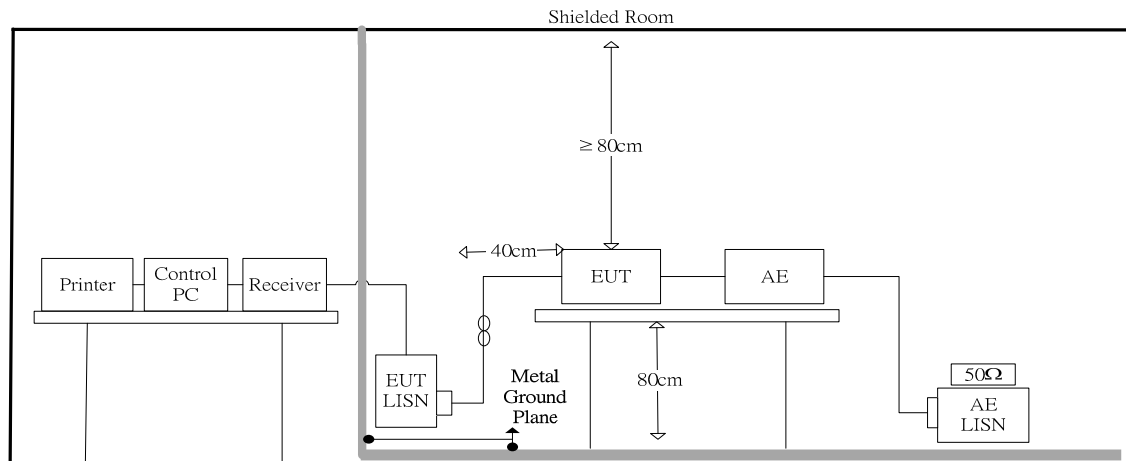 Shielded Room
≥ 80cm
40cm
Printer
Control
PC
Receiver
EUT
AE
EUT
LISN
Metal
Ground
Plane
80cm
50Ω
AE
LISN